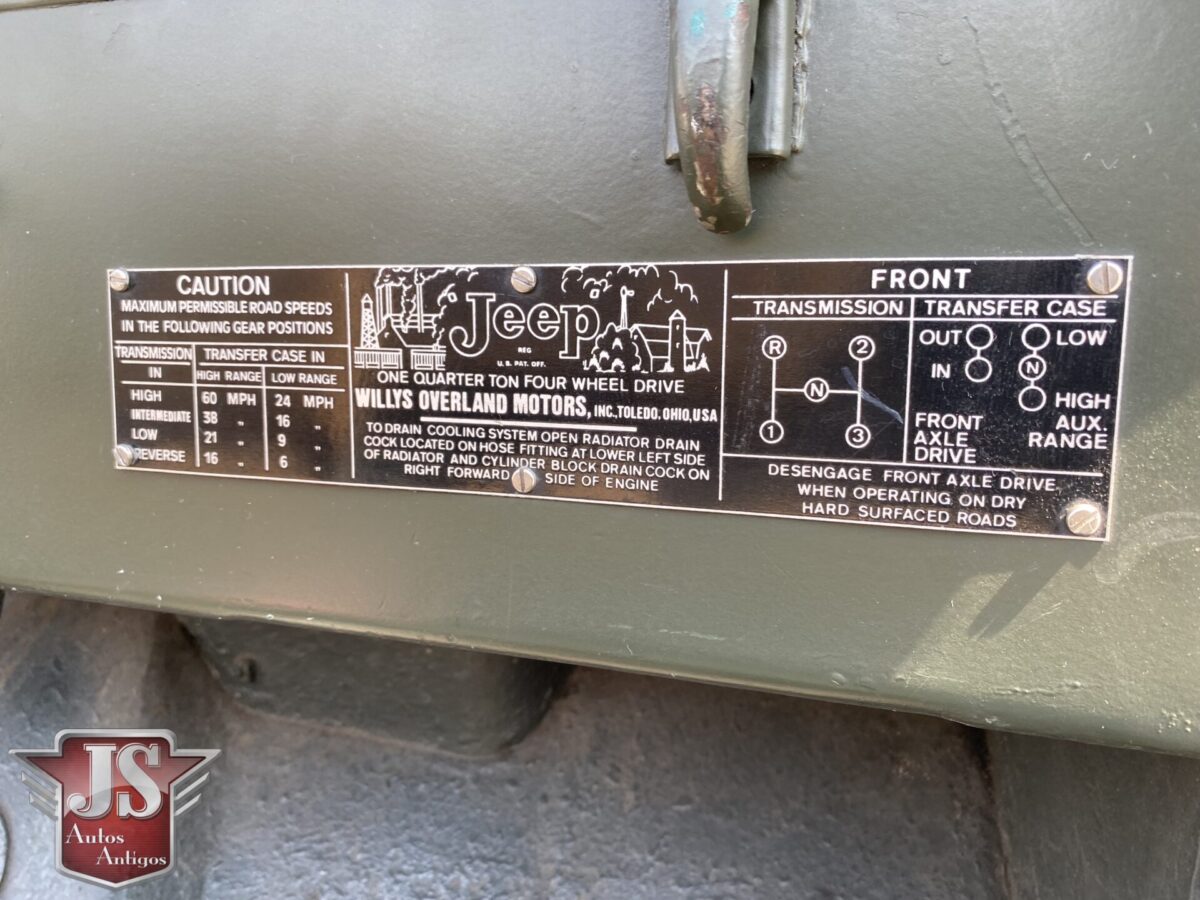 CAUTION
MAXIMUM PERMISSIBLE ROAD SPEEDS
IN THE FOLLOWING GEAR POSITIONS
TRANSMISSION IN
TRANSFER CASE IN
HIGH RANGE LOW RANGE
HIGH 60 MPH 24 MPH
INTERMEDIATE 38 " 16 "
LOW 21 " 9 "
REVERSE 16 " 6 "
"Jeep"
REG
U.S. PAT. OFF.
ONE QUARTER TON FOUR WHEEL DRIVE
WILLYS OVERLAND MOTORS, INC., TOLEDO, OHIO, USA
TO DRAIN COOLING SYSTEM OPEN RADIATOR DRAIN
COCK LOCATED ON HOSE FITTING AT LOWER LEFT SIDE
OF RADIATOR AND CYLINDER BLOCK DRAIN COCK ON
RIGHT FORWARD SIDE OF ENGINE
FRONT
TRANSMISSION
R 2
N
1 3
TRANSFER CASE
OUT LOW
IN N
HIGH
FRONT AXLE DRIVE
AUX. RANGE
DESENGAGE FRONT AXLE DRIVE
WHEN OPERATING ON DRY
HARD SURFACED ROADS
JS
Autos
Antigos